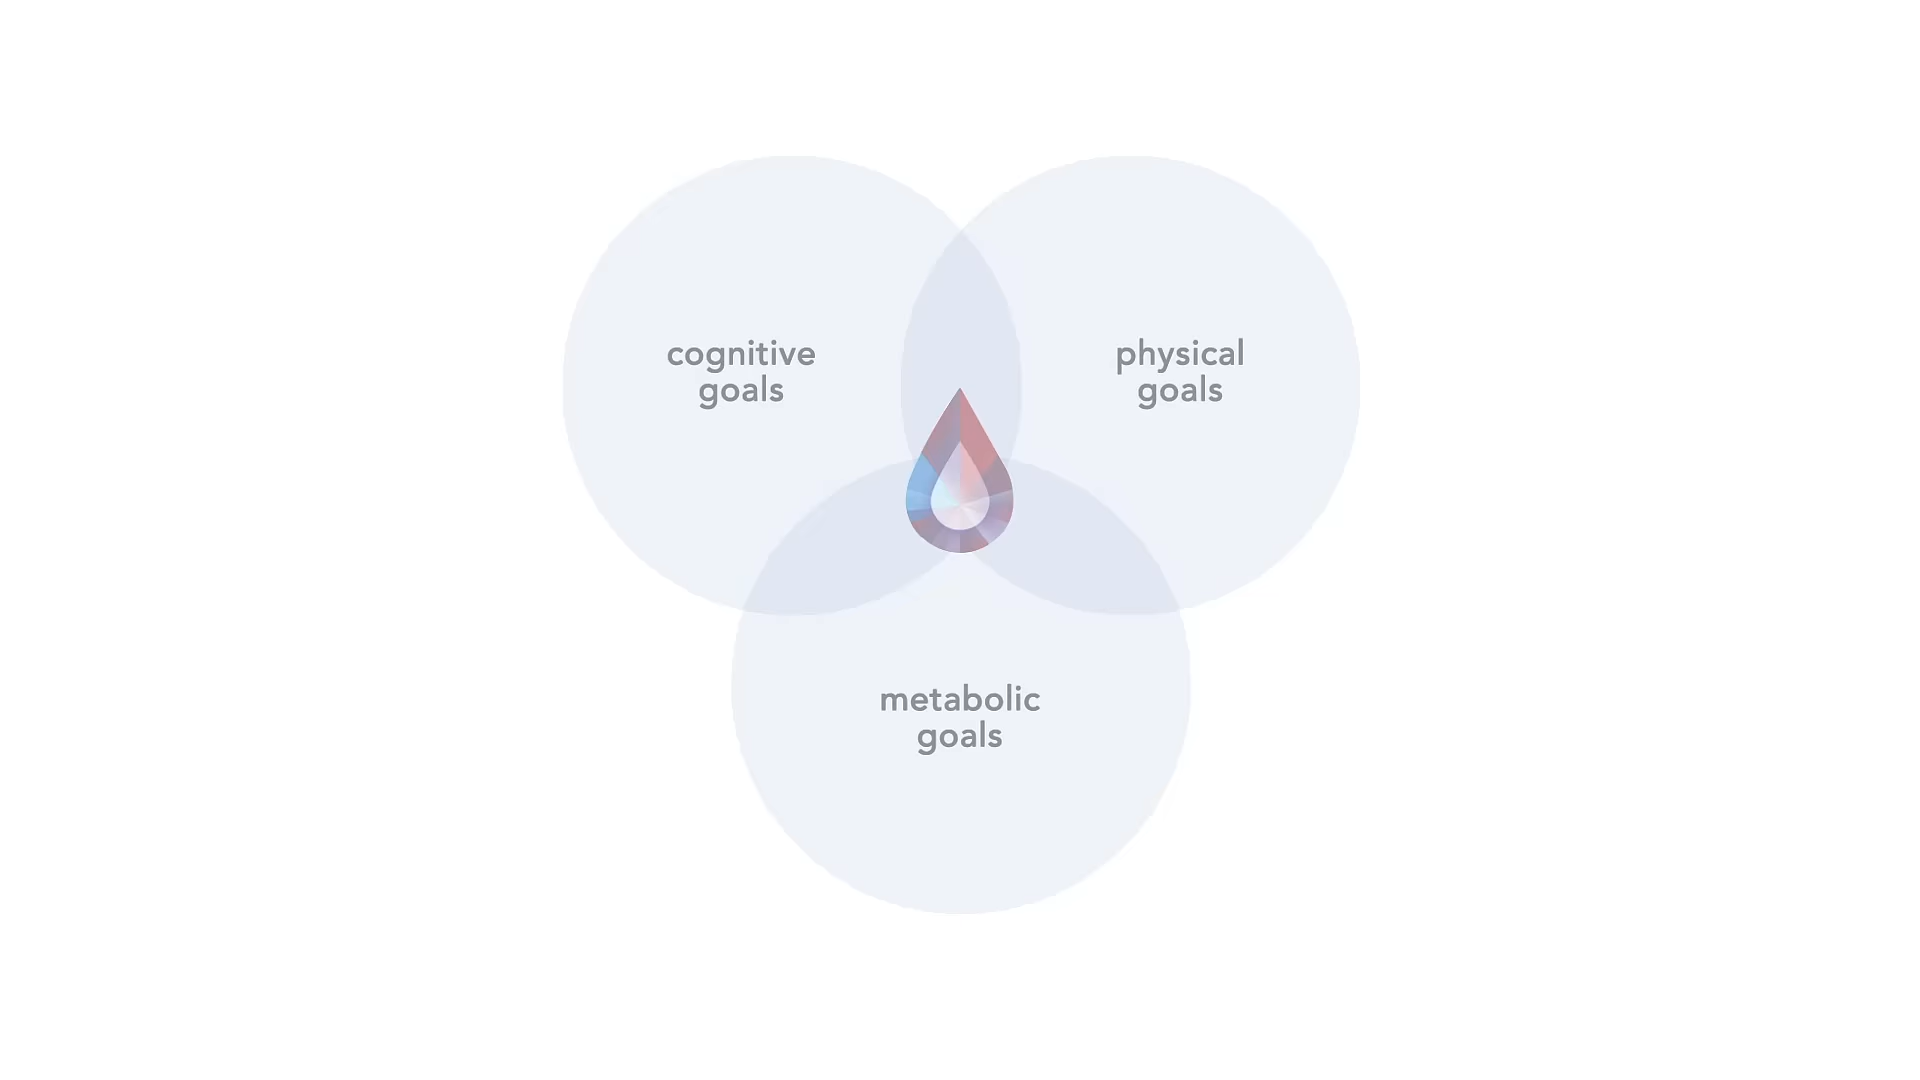 cognitive
goals
physical
goals
metabolic
goals